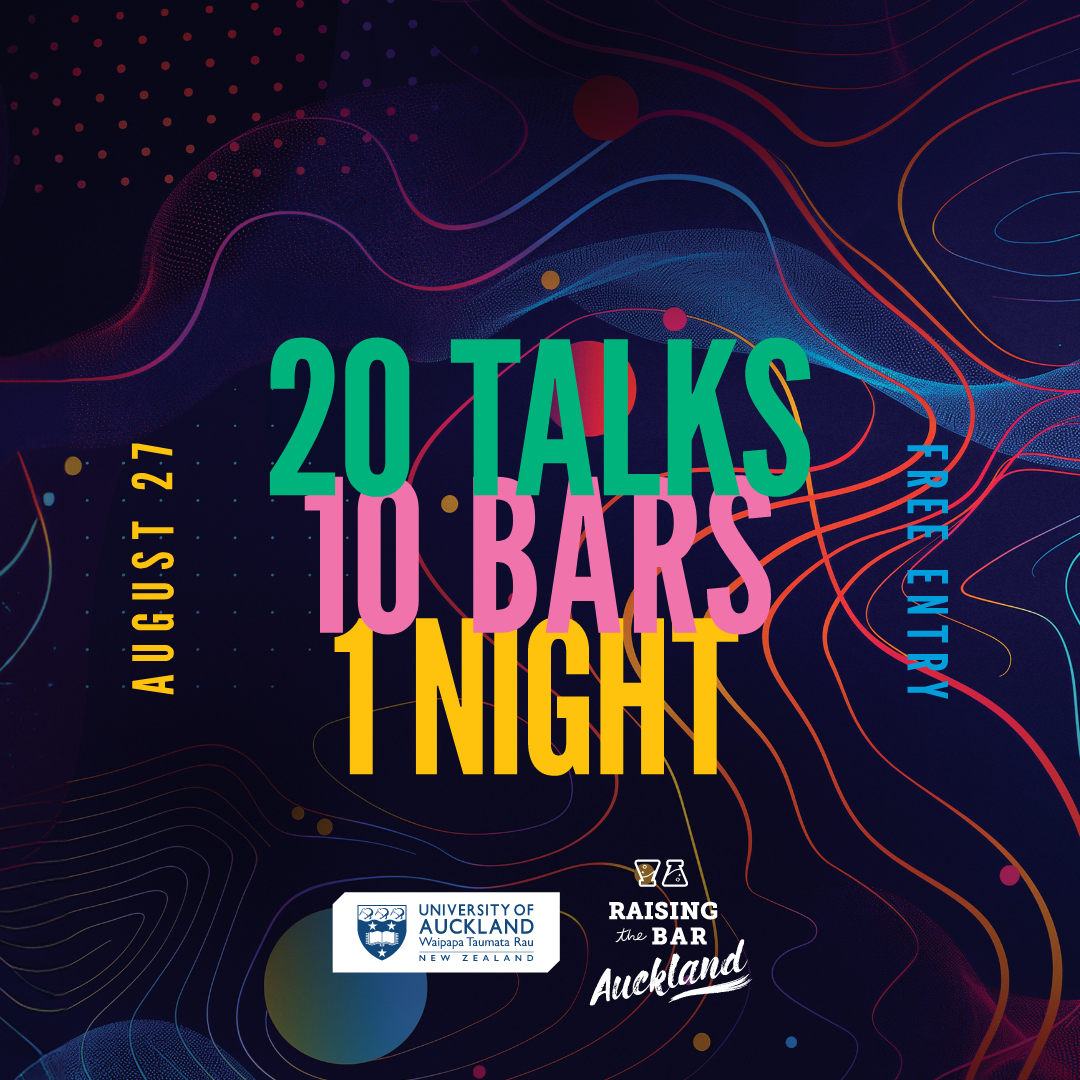 20 TALKS
10 BARS
1 NIGHT
AUGUST 27
FREE ENTRY
UNIVERSITY OF
AUCKLAND
Waipapa Taumata Rau
NEW ZEALAND
RAISING
the BAR
Auckland